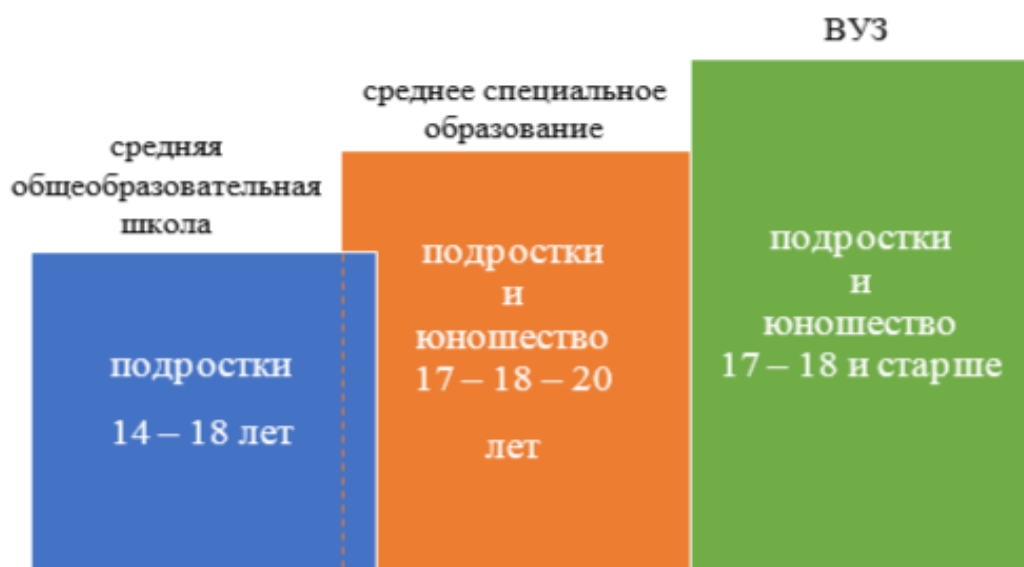 средняя
общеобразовательная
школа
подростки
14 – 18 лет
среднее специальное
образование
подростки
и
юношество
17 – 18 – 20
лет
ВУЗ
подростки
и
юношество
17 – 18 и старше